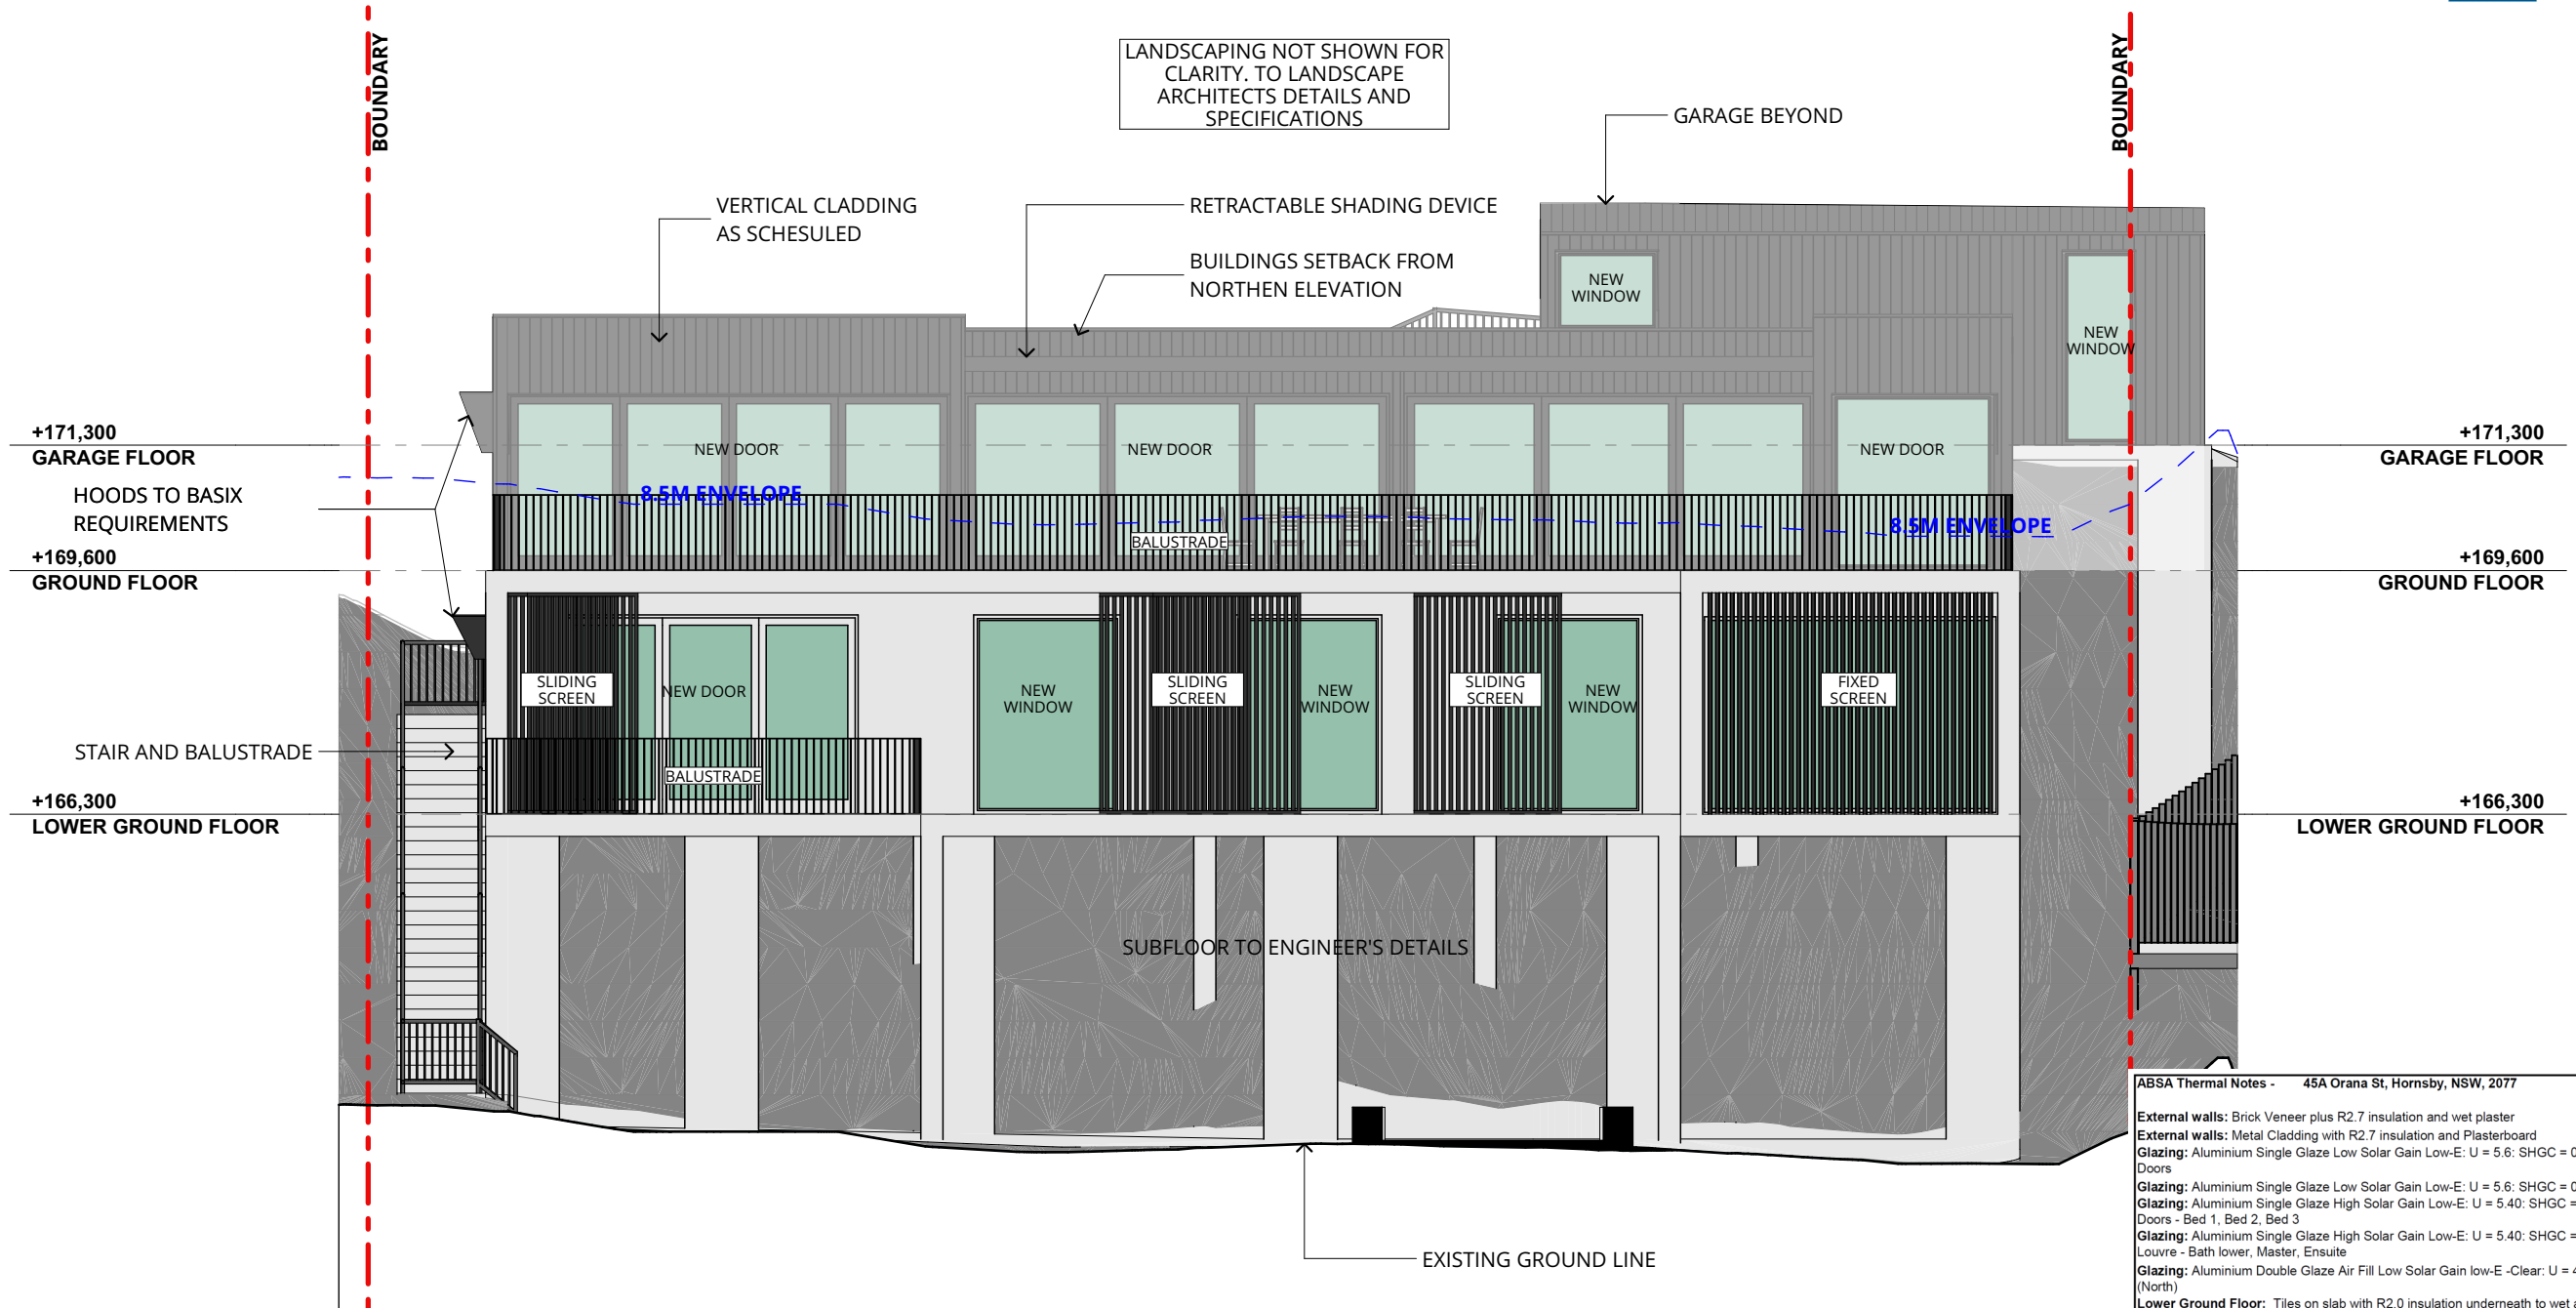 BOUNDARY
BOUNDARY
LANDSCAPING NOT SHOWN FOR
CLARITY. TO LANDSCAPE
ARCHITECTS DETAILS AND
SPECIFICATIONS
GARAGE BEYOND
VERTICAL CLADDING
AS SCHESULED
RETRACTABLE SHADING DEVICE
BUILDINGS SETBACK FROM
NORTHEN ELEVATION
NEW
WINDOW
NEW
WINDOW
+171,300
GARAGE FLOOR
NEW DOOR
NEW DOOR
NEW DOOR
+171,300
GARAGE FLOOR
HOODS TO BASIX
REQUIREMENTS
8.5M ENVELOPE
8.5M ENVELOPE
BALUSTRADE
+169,600
GROUND FLOOR
+169,600
GROUND FLOOR
SLIDING
SCREEN
NEW DOOR
NEW
WINDOW
SLIDING
SCREEN
NEW
WINDOW
SLIDING
SCREEN
NEW
WINDOW
FIXED
SCREEN
STAIR AND BALUSTRADE
BALUSTRADE
+166,300
LOWER GROUND FLOOR
+166,300
LOWER GROUND FLOOR
SUBFLOOR TO ENGINEER'S DETAILS
EXISTING GROUND LINE
ABSA Thermal Notes - 45A Orana St, Hornsby, NSW, 2077
External walls: Brick Veneer plus R2.7 insulation and wet plaster
External walls: Metal Cladding with R2.7 insulation and Plasterboard
Glazing: Aluminium Single Glaze Low Solar Gain Low-E: U = 5.6: SHGC = 0
Doors
Glazing: Aluminium Single Glaze Low Solar Gain Low-E: U = 5.6: SHGC = 0
Glazing: Aluminium Single Glaze High Solar Gain Low-E: U = 5.40: SHGC =
Doors - Bed 1, Bed 2, Bed 3
Glazing: Aluminium Single Glaze High Solar Gain Low-E: U = 5.40: SHGC =
Louvre - Bath lower, Master, Ensuite
Glazing: Aluminium Double Glaze Air Fill Low Solar Gain low-E -Clear: U = 4
(North)
Lower Ground Floor: Tiles on slab with R2.0 insulation underneath to wet